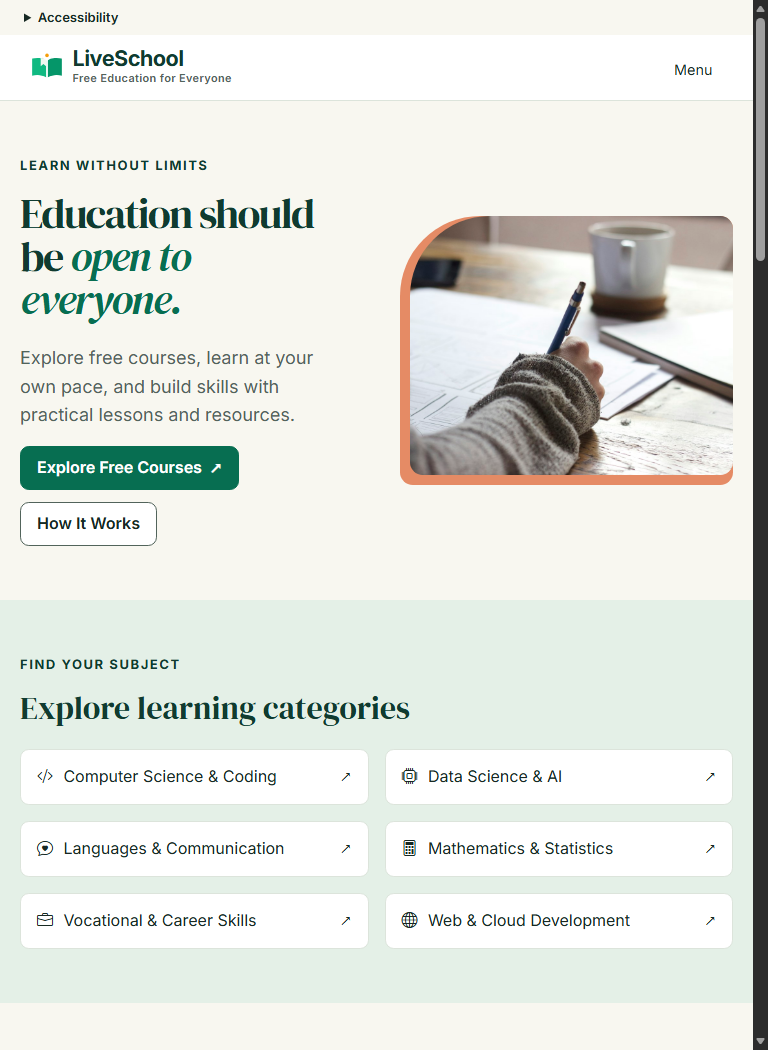 Accessibility
LiveSchool
Free Education for Everyone
Menu
LEARN WITHOUT LIMITS
Education should
be open to
everyone.
Explore free courses, learn at your
own pace, and build skills with
practical lessons and resources.
Explore Free Courses ↗
How It Works
FIND YOUR SUBJECT
Explore learning categories
Computer Science & Coding ↗
Data Science & AI ↗
Languages & Communication ↗
Mathematics & Statistics ↗
Vocational & Career Skills ↗
Web & Cloud Development ↗